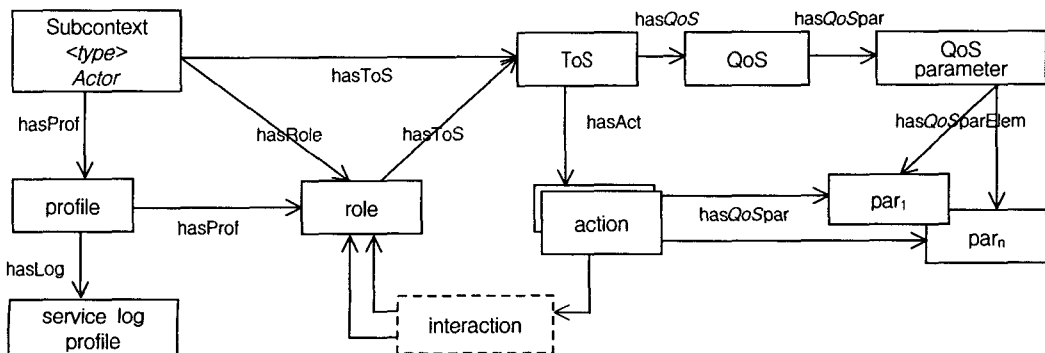 Subcontext
<type>
Actor
hasToS
ToS
hasQoS
QoS
hasQoSpar
QoS
parameter
hasProf
hasRole
hasToS
hasAct
hasQoSparElem
profile
hasProf
role
action
hasQoSpar
par₁
parₙ
hasLog
service log
profile
interaction